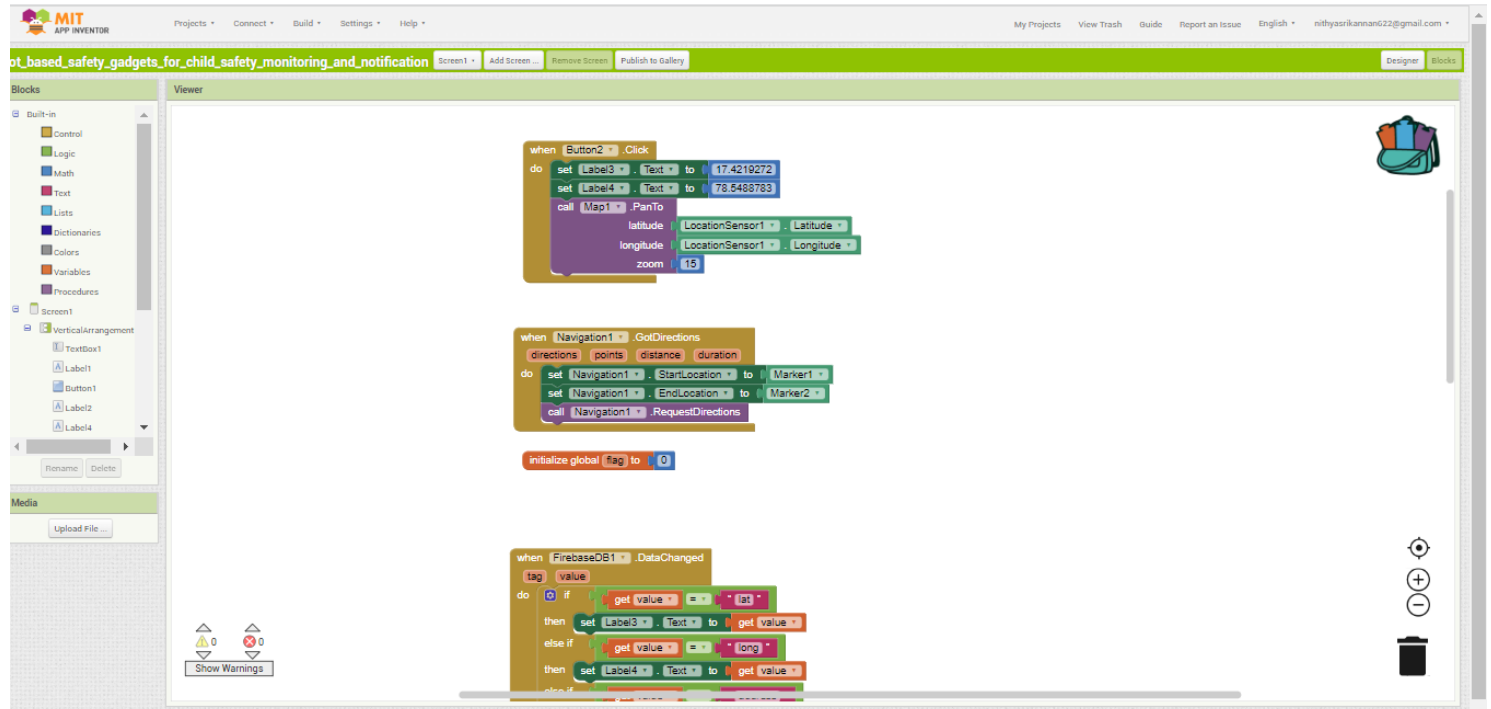 MIT
APP INVENTOR
Projects Connect Build Settings Help My Projects View Trash Guide Report an Issue English nithyasrikannan622@gmail.com
ot_based_safety_gadgets_for_child_safety_monitoring_and_notification Screen1 Add Screen ... Remove Screen Publish to Gallery Designer Blocks
Blocks
Built-in
Control
Logic
Math
Text
Lists
Dictionaries
Colors
Variables
Procedures
Screen1
VerticalArrangement
TextBox1
Label1
Button1
Label2
Label4
Rename Delete
Media
Upload File ...
Viewer
when Button2 .Click
do set Label3 . Text to 17.4219272
set Label4 . Text to 78.5488783
call Map1 .PanTo
latitude LocationSensor1 . Latitude
longitude LocationSensor1 . Longitude
zoom 15
when Navigation1 .GotDirections
directions points distance duration
do set Navigation1 . StartLocation to Marker1
set Navigation1 . EndLocation to Marker2
call Navigation1 .RequestDirections
initialize global flag to 0
when FirebaseDB1 .DataChanged
tag value
do if get value = " lat "
then set Label3 . Text to get value
else if get value = " long "
then set Label4 . Text to get value
else if
0 0
Show Warnings